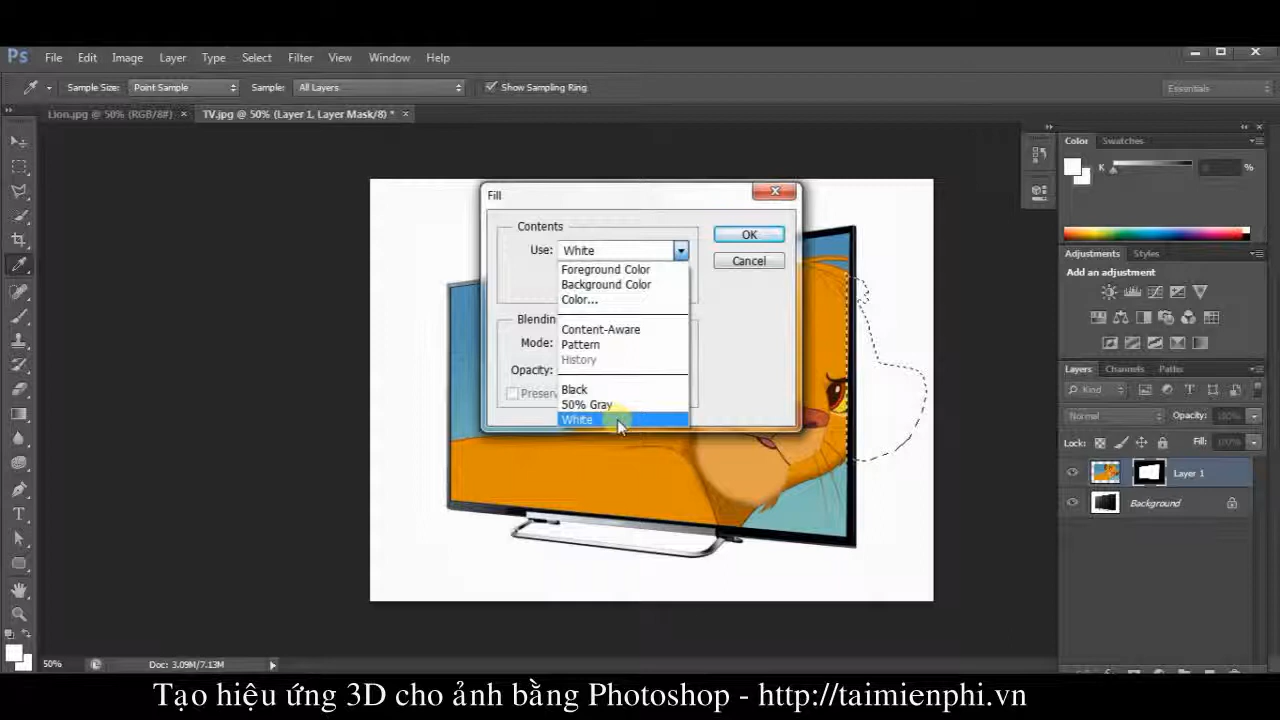 Ps File Edit Image Layer Type Select Filter View Window Help
Sample Size: Point Sample Sample: All Layers Show Sampling Ring Essentials
Lion.jpg @ 50% (RGB/8#) × TV.jpg @ 50% (Layer 1, Layer Mask/8) * ×
Color Swatches
K %
Fill
Contents
Use: White
OK
Cancel
Foreground Color
Background Color
Color...
Content-Aware
Pattern
History
Black
50% Gray
White
Blendin
Mode:
Opacity:
Preserv
Adjustments Styles
Add an adjustment
Layers Channels Paths
Kind
Normal Opacity: 100%
Lock: Fill: 100%
Layer 1
Background
50% Doc: 3.09M/7.13M
Tạo hiệu ứng 3D cho ảnh bằng Photoshop - http://taimienphi.vn